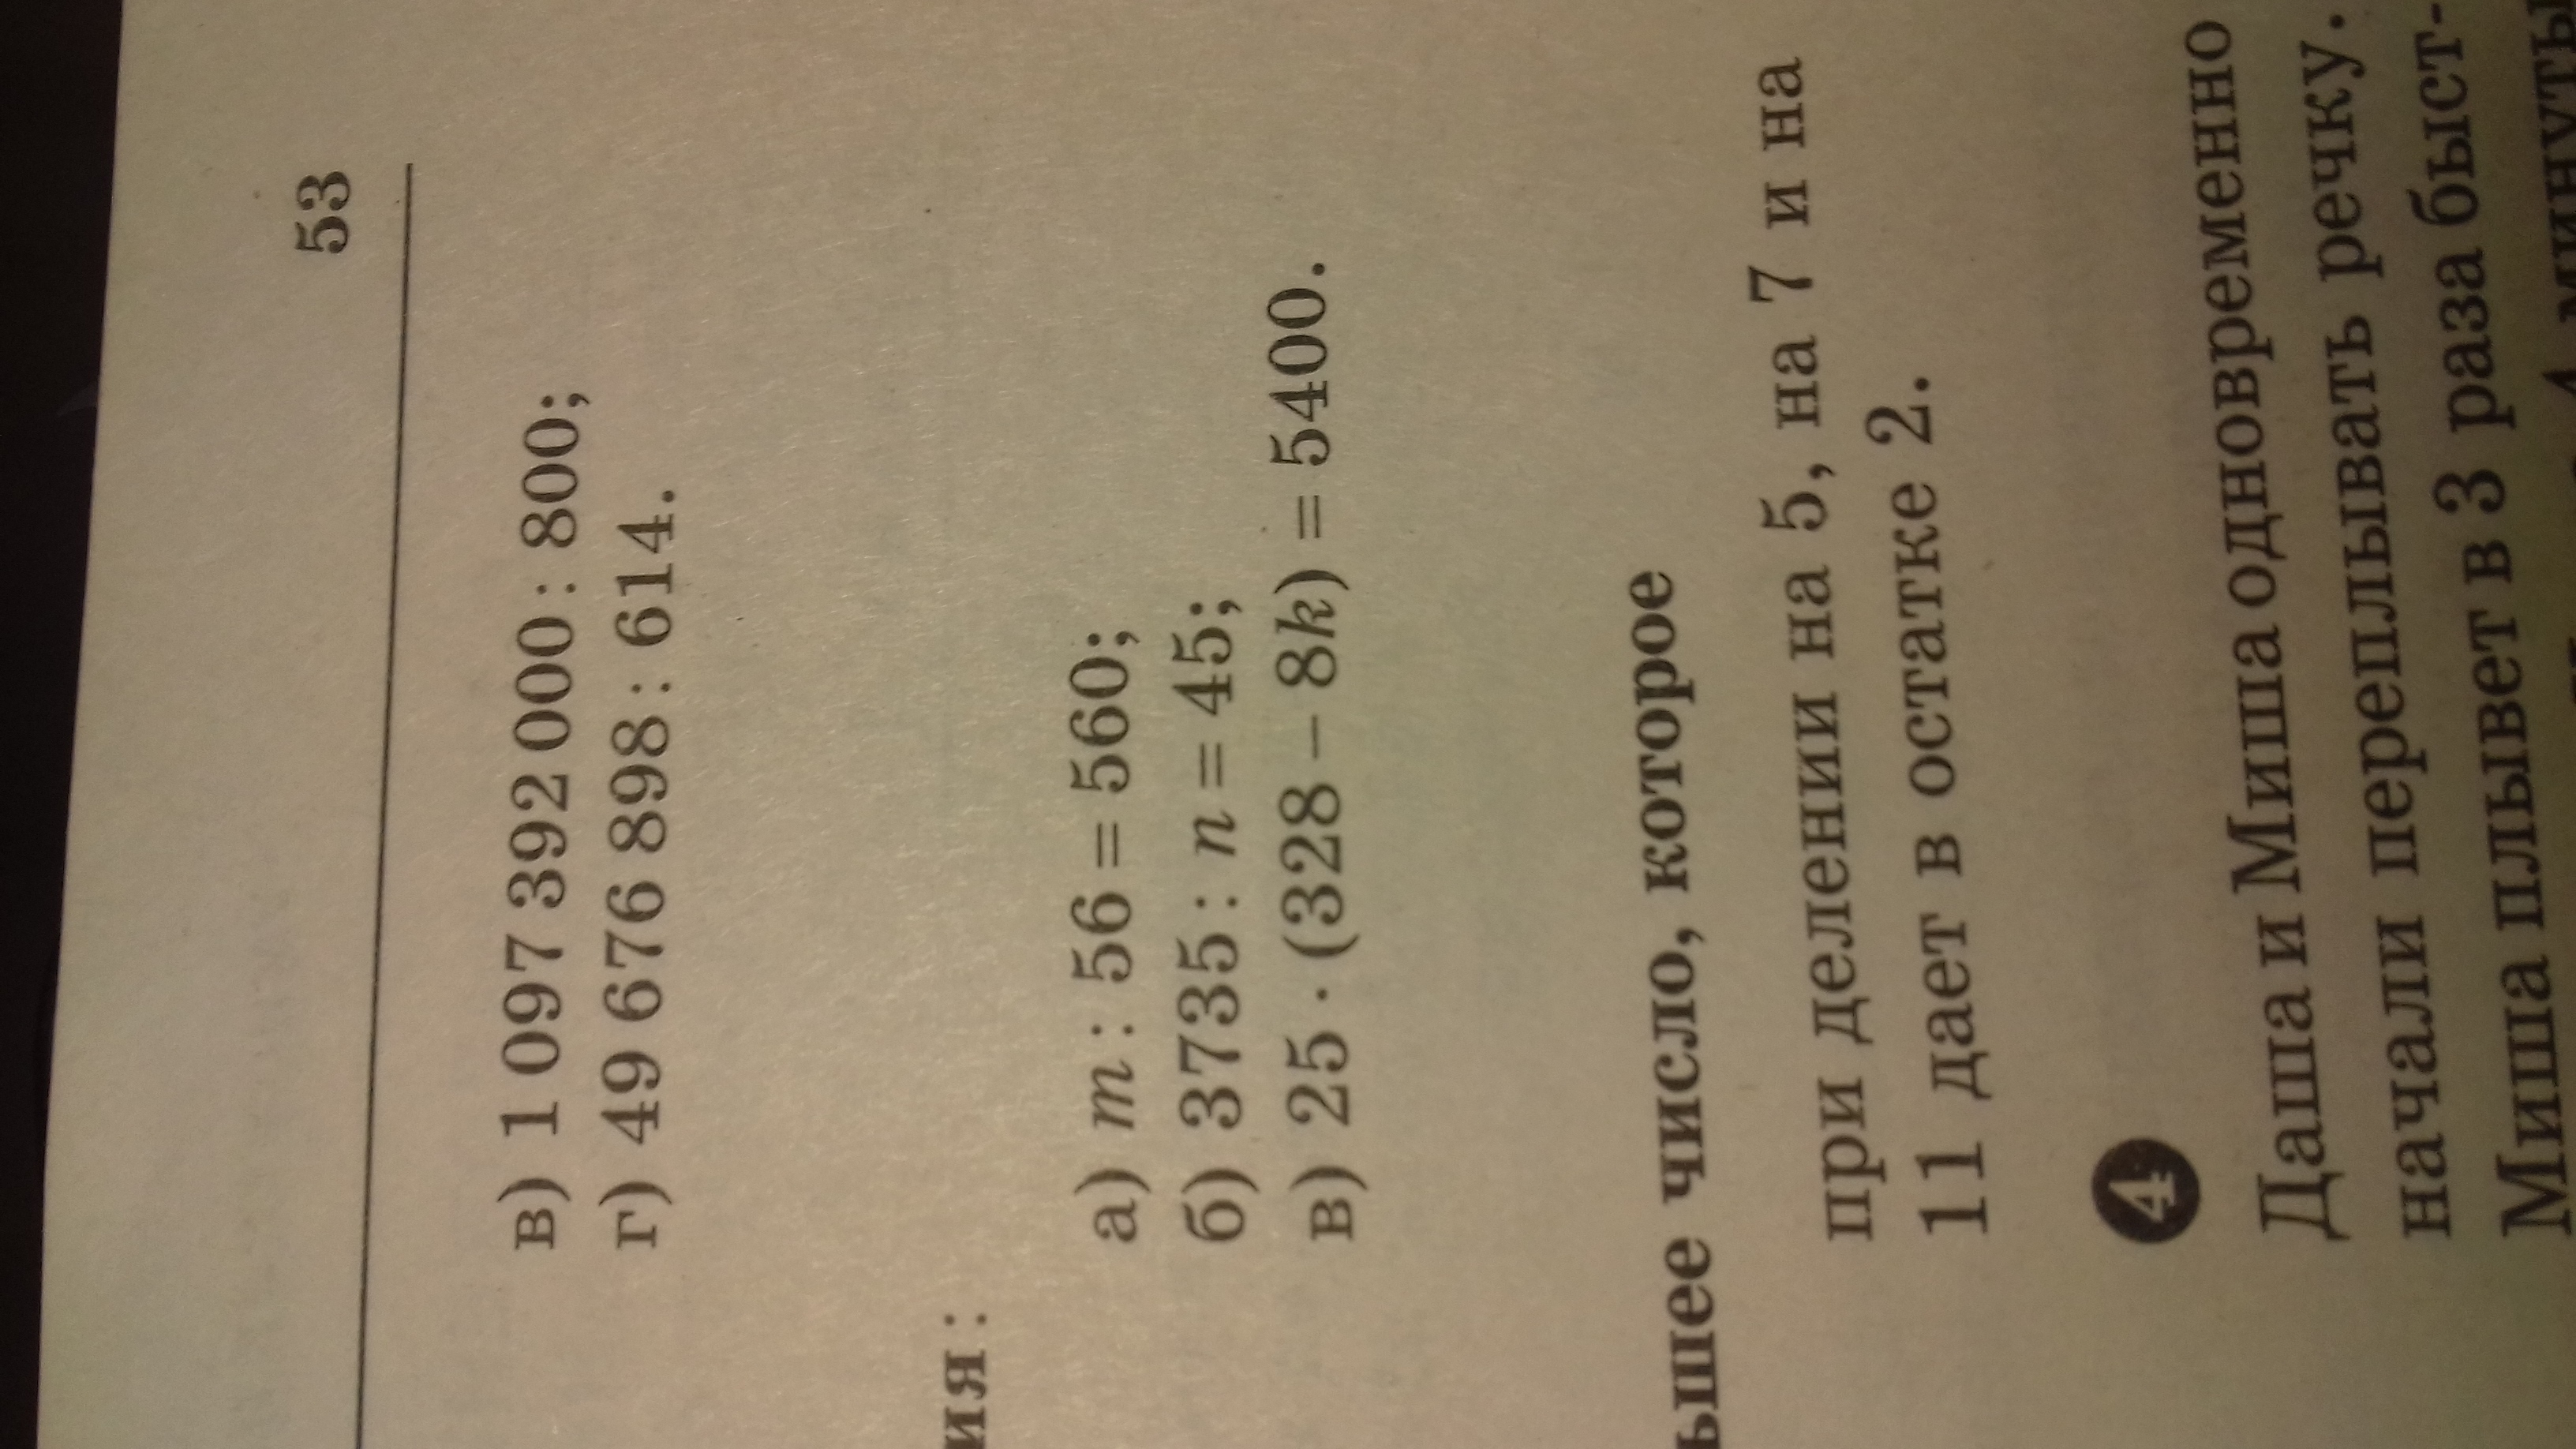 53
в) 1 097 392 000 : 800;
г) 49 676 898 : 614.
ия:
а) m : 56 = 560;
б) 3735 : n = 45;
в) 25 · (328 – 8k) = 5400.
ьшее число, которое
при делении на 5, на 7 и на
11 дает в остатке 2.
4
Даша и Миша одновременно
начали переплывать речку.
Миша плывет в 3 раза быст-
4 минуты